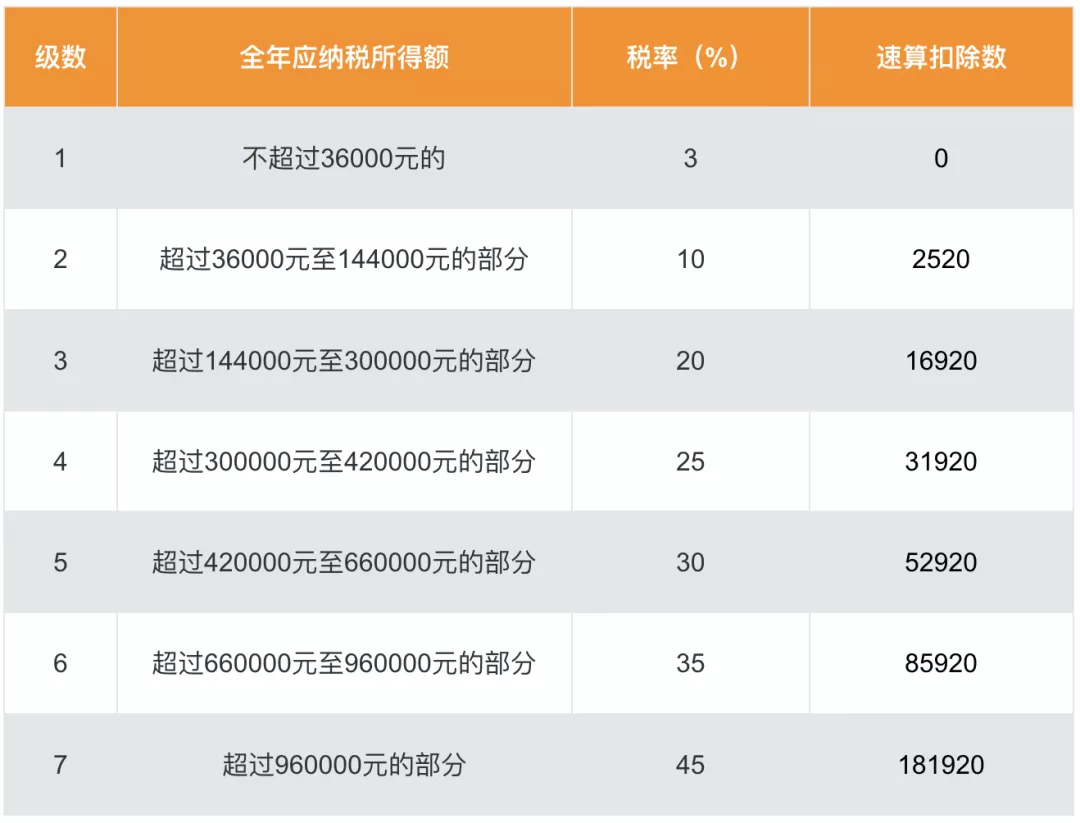 级数 全年应纳税所得额 税率（%） 速算扣除数
1 不超过36000元的 3 0
2 超过36000元至144000元的部分 10 2520
3 超过144000元至300000元的部分 20 16920
4 超过300000元至420000元的部分 25 31920
5 超过420000元至660000元的部分 30 52920
6 超过660000元至960000元的部分 35 85920
7 超过960000元的部分 45 181920